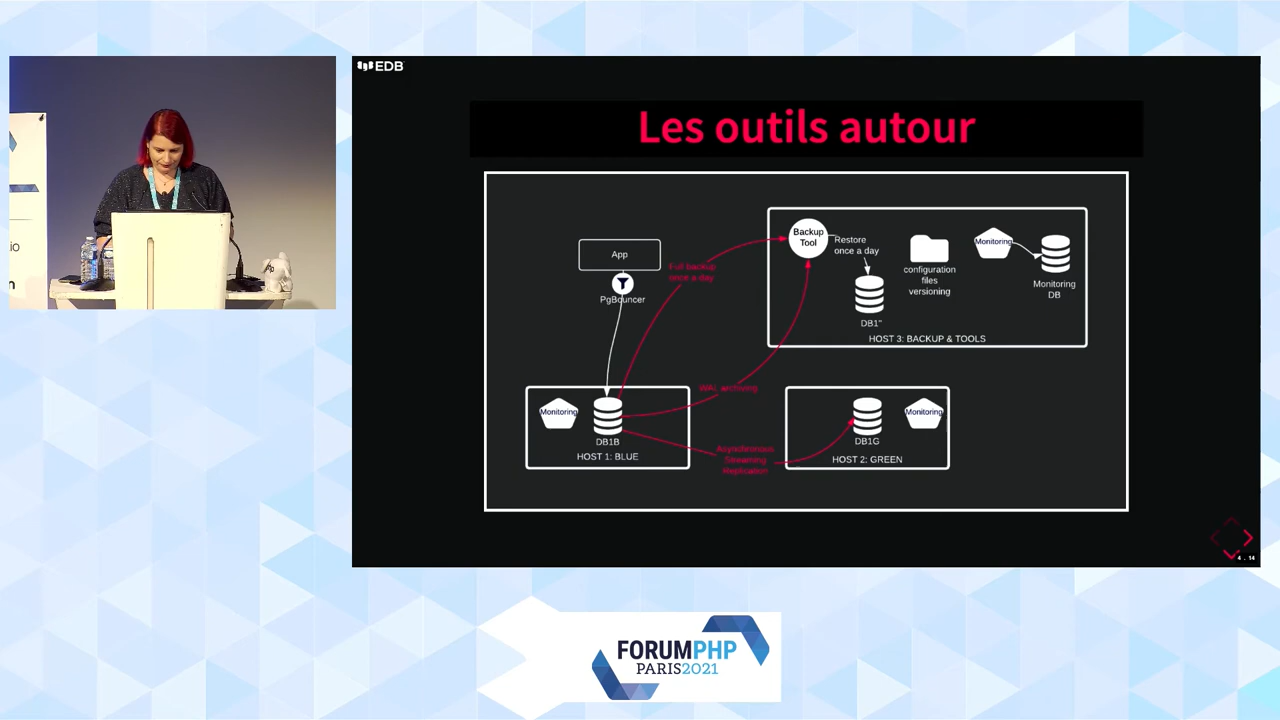 EDB
Les outils autour
App
PgBouncer
Full backup
once a day
Backup
Tool
Restore
once a day
DB1"
configuration
files
versioning
Monitoring
Monitoring
DB
HOST 3: BACKUP & TOOLS
WAL archiving
Monitoring
DB1B
HOST 1: BLUE
Asynchronous
Streaming
Replication
DB1G
Monitoring
HOST 2: GREEN
4 . 14
FORUMPHP
PARIS2021